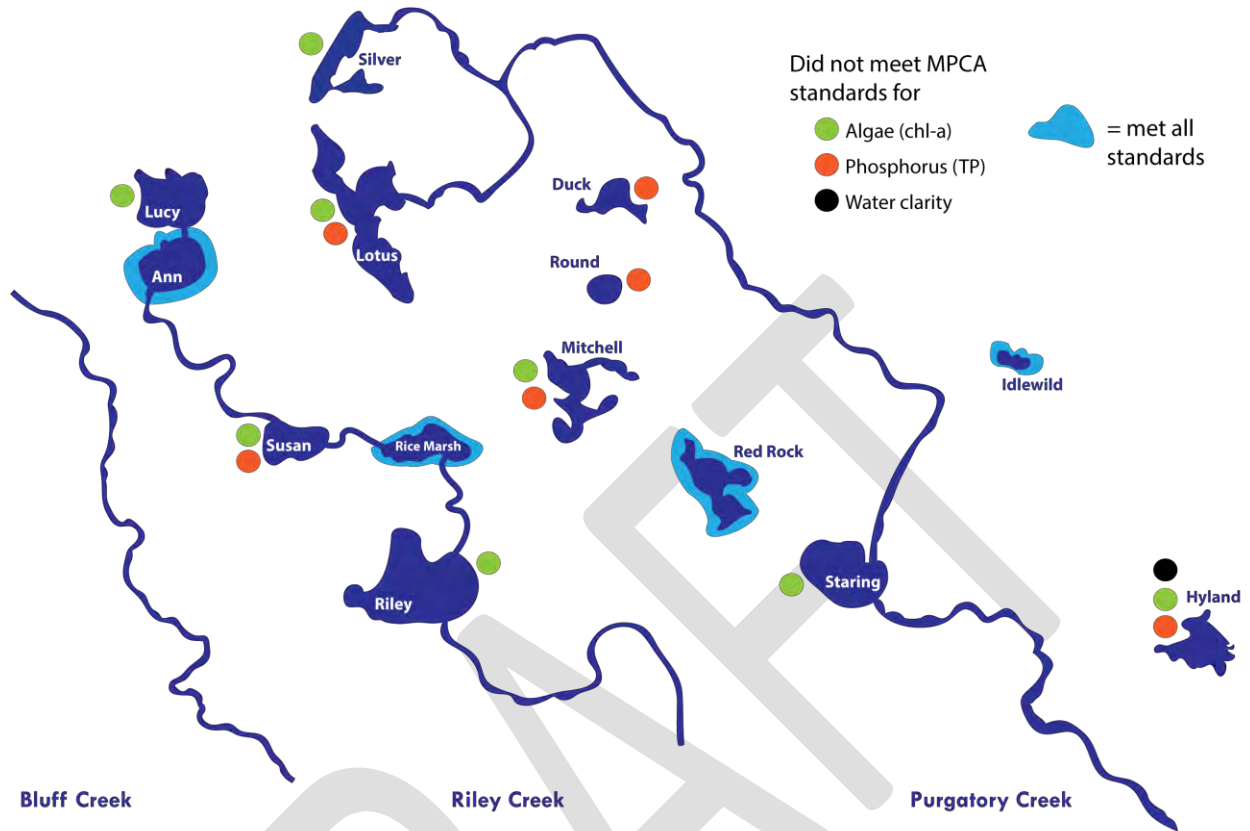 Silver
Did not meet MPCA
standards for
Algae (chl-a)
Phosphorus (TP)
Water clarity
= met all
standards
Lucy
Ann
Lotus
Duck
Round
Mitchell
Idlewild
Susan
Rice Marsh
Red Rock
Riley
Staring
Hyland
Bluff Creek
Riley Creek
Purgatory Creek
DRAFT